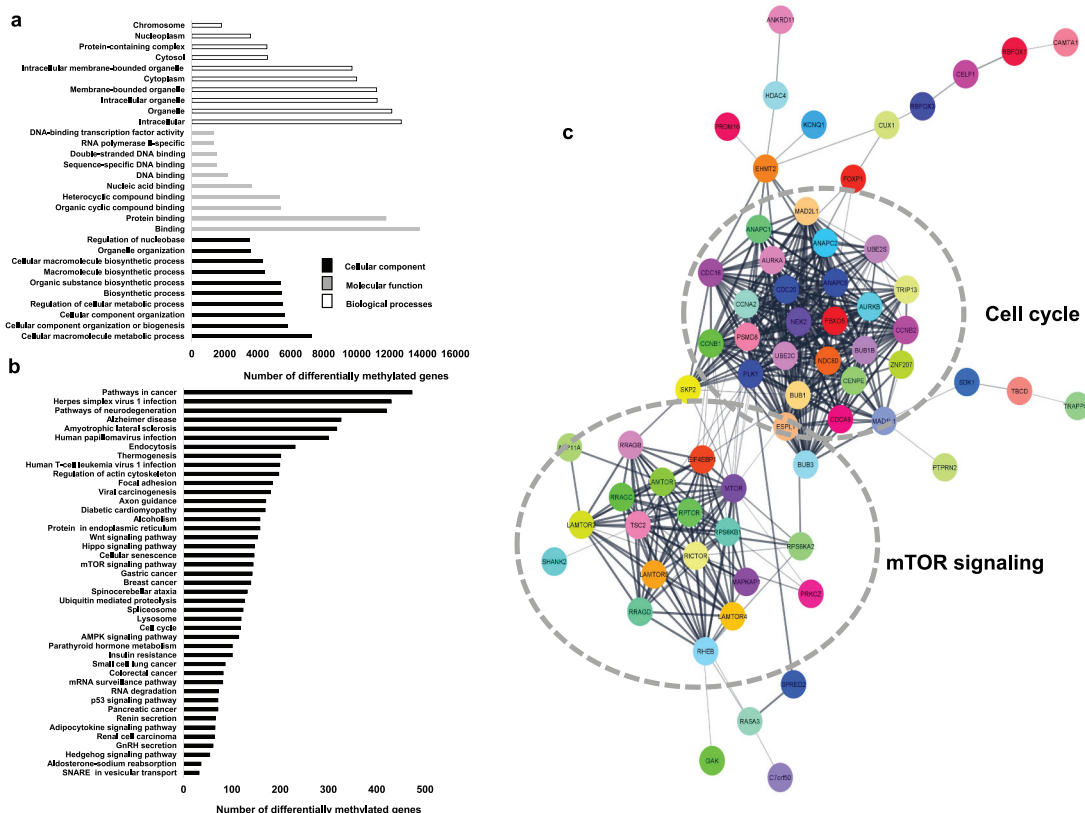 a
Chromosome
Nucleoplasm
Protein-containing complex
Cytosol
Intracellular membrane-bounded organelle
Cytoplasm
Membrane-bounded organelle
Intracellular organelle
Organelle
Intracellular
DNA-binding transcription factor activity
RNA polymerase II-specific
Double-stranded DNA binding
Sequence-specific DNA binding
DNA binding
Nucleic acid binding
Heterocyclic compound binding
Organic cyclic compound binding
Protein binding
Binding
Regulation of nucleobase
Organelle organization
Cellular macromolecule biosynthetic process
Macromolecule biosynthetic process
Organic substance biosynthetic process
Biosynthetic process
Regulation of cellular metabolic process
Cellular component organization
Cellular component organization or biogenesis
Cellular macromolecule metabolic process
Cellular component
Molecular function
Biological processes
0 2000 4000 6000 8000 10000 12000 14000 16000
Number of differentially methylated genes
b
Pathways in cancer
Herpes simplex virus 1 infection
Pathways of neurodegeneration
Alzheimer disease
Amyotrophic lateral sclerosis
Human papillomavirus infection
Endocytosis
Thermogenesis
Human T-cell leukemia virus 1 infection
Regulation of actin cytoskeleton
Focal adhesion
Viral carcinogenesis
Axon guidance
Diabetic cardiomyopathy
Alcoholism
Protein in endoplasmic reticulum
Wnt signaling pathway
Hippo signaling pathway
Cellular senescence
mTOR signaling pathway
Gastric cancer
Breast cancer
Spinocerebellar ataxia
Ubiquitin mediated proteolysis
Spliceosome
Lysosome
Cell cycle
AMPK signaling pathway
Parathyroid hormone metabolism
Insulin resistance
Small cell lung cancer
Colorectal cancer
mRNA surveillance pathway
RNA degradation
p53 signaling pathway
Pancreatic cancer
Renin secretion
Adipocytokine signaling pathway
Renal cell carcinoma
GnRH secretion
Hedgehog signaling pathway
Aldosterone-sodium reabsorption
SNARE in vesicular transport
0 100 200 300 400 500
Number of differentially methylated genes
c
ANKRD11
CAMTA1
RBFOX1
CELF1
HDAC4
RBFOX3
PRDM16
KCNQ1
CUX1
EHMT2
FOXP1
MAD2L1
ANAPC1
ANAPC2
UBE2S
AURKA
CDC16
CDC20
ANAPC5
TRIP13
CCNA2
AURKB
NEK2
FBXO5
CCNB2
PSMD8
CCNB1
UBE2C
BUB1B
NDC80
ZNF207
PLK1
CENPE
SKP2
BUB1
CDCA8
MAD1L1
ESPL1
BUB3
Cell cycle
SDK1
TBCD
PTPRN2
RRAGB
EIF4EBP1
LAMTOR1
MTOR
RRAGC
RPTOR
TSC2
RPS6KB1
RPS6KA2
SHANK2
RICTOR
MAPKAP1
PRKCZ
RRAGD
LAMTOR4
RHEB
mTOR signaling
SPRED2
RASA3
GAK
C7orf50